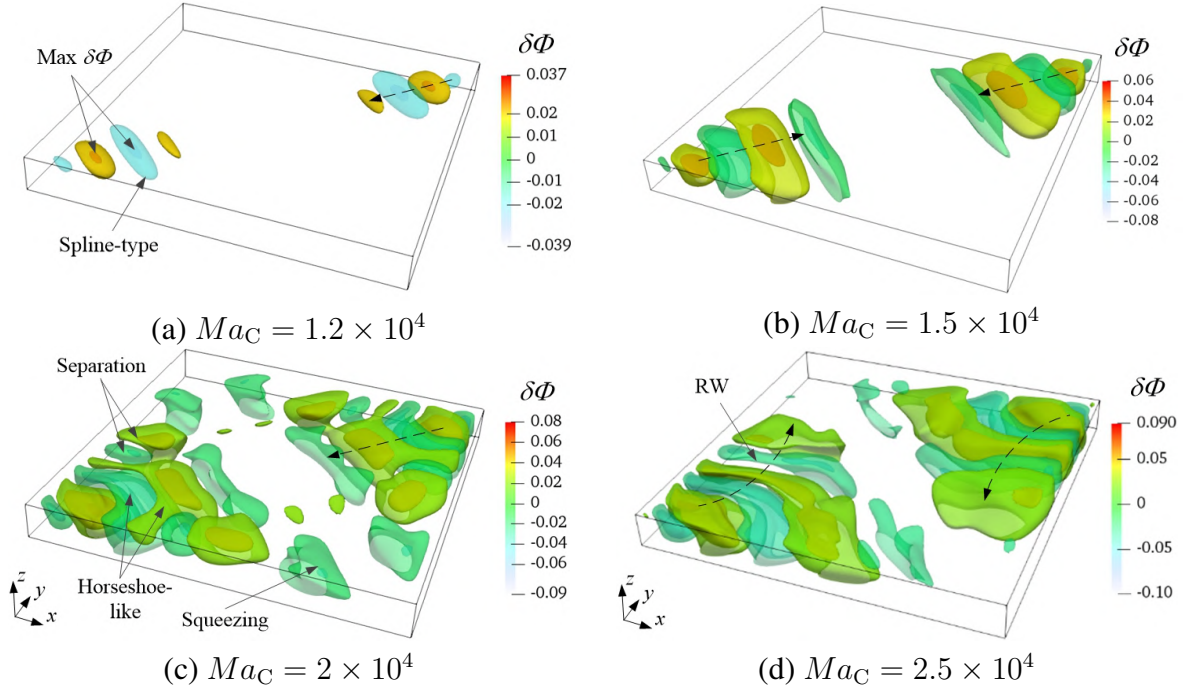 Max δΦ
Spline-type
δΦ
0.037
0.02
0.01
0
-0.01
-0.02
-0.039
(a) Ma_C = 1.2 × 10^4
δΦ
0.06
0.04
0.02
0
-0.02
-0.04
-0.06
-0.08
(b) Ma_C = 1.5 × 10^4
Separation
Horseshoe-
like
Squeezing
z
y
x
δΦ
0.08
0.06
0.04
0.02
0
-0.02
-0.04
-0.06
-0.09
(c) Ma_C = 2 × 10^4
RW
z
y
x
δΦ
0.090
0.05
0
-0.05
-0.10
(d) Ma_C = 2.5 × 10^4